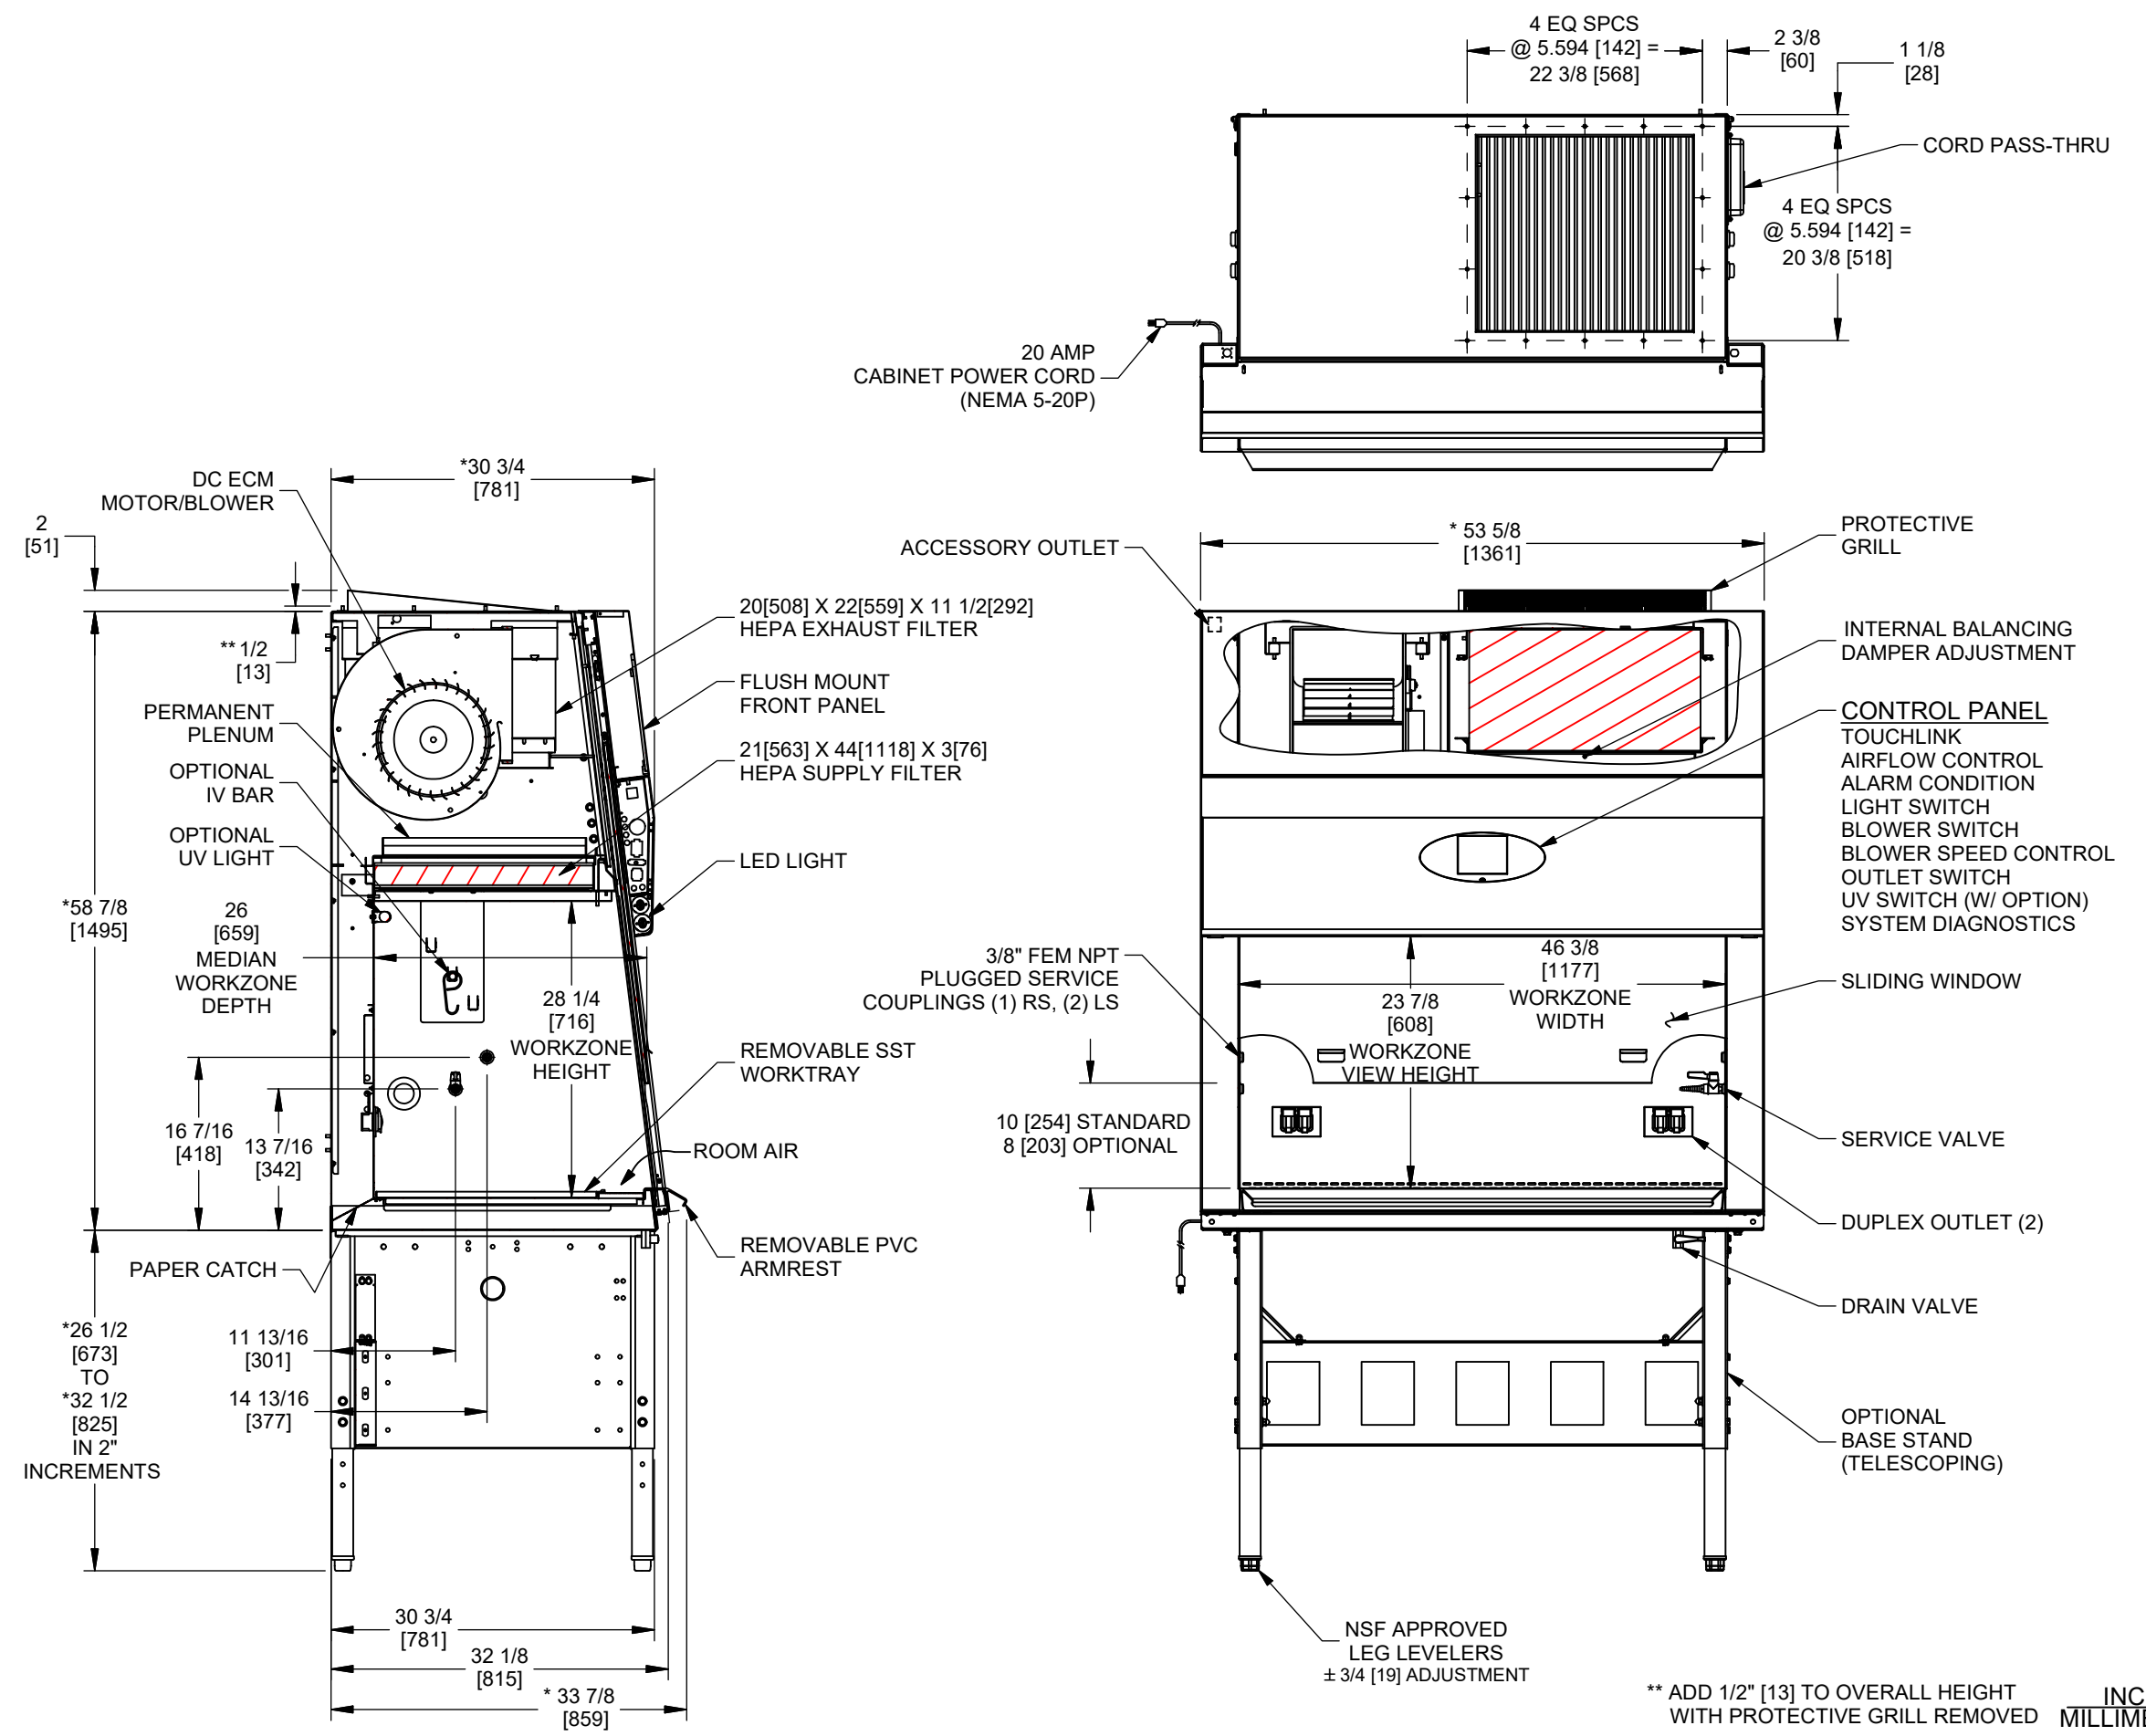 4 EQ SPCS
@ 5.594 [142] =
22 3/8 [568]
2 3/8
[60]
1 1/8
[28]
CORD PASS-THRU
4 EQ SPCS
@ 5.594 [142] =
20 3/8 [518]
20 AMP
CABINET POWER CORD
(NEMA 5-20P)
*30 3/4
[781]
DC ECM
MOTOR/BLOWER
2
[51]
** 1/2
[13]
PERMANENT
PLENUM
OPTIONAL
IV BAR
OPTIONAL
UV LIGHT
*58 7/8
[1495]
26
[659]
MEDIAN
WORKZONE
DEPTH
20[508] X 22[559] X 11 1/2[292]
HEPA EXHAUST FILTER
FLUSH MOUNT
FRONT PANEL
21[563] X 44[1118] X 3[76]
HEPA SUPPLY FILTER
LED LIGHT
28 1/4
[716]
WORKZONE
HEIGHT
REMOVABLE SST
WORKTRAY
16 7/16
[418]
13 7/16
[342]
ROOM AIR
PAPER CATCH
REMOVABLE PVC
ARMREST
*26 1/2
[673]
TO
*32 1/2
[825]
IN 2"
INCREMENTS
11 13/16
[301]
14 13/16
[377]
30 3/4
[781]
32 1/8
[815]
* 33 7/8
[859]
ACCESSORY OUTLET
* 53 5/8
[1361]
PROTECTIVE
GRILL
INTERNAL BALANCING
DAMPER ADJUSTMENT
CONTROL PANEL
TOUCHLINK
AIRFLOW CONTROL
ALARM CONDITION
LIGHT SWITCH
BLOWER SWITCH
BLOWER SPEED CONTROL
OUTLET SWITCH
UV SWITCH (W/ OPTION)
SYSTEM DIAGNOSTICS
3/8" FEM NPT
PLUGGED SERVICE
COUPLINGS (1) RS, (2) LS
46 3/8
[1177]
WORKZONE
WIDTH
23 7/8
[608]
WORKZONE
VIEW HEIGHT
SLIDING WINDOW
10 [254] STANDARD
8 [203] OPTIONAL
SERVICE VALVE
DUPLEX OUTLET (2)
DRAIN VALVE
OPTIONAL
BASE STAND
(TELESCOPING)
NSF APPROVED
LEG LEVELERS
± 3/4 [19] ADJUSTMENT
** ADD 1/2" [13] TO OVERALL HEIGHT
WITH PROTECTIVE GRILL REMOVED